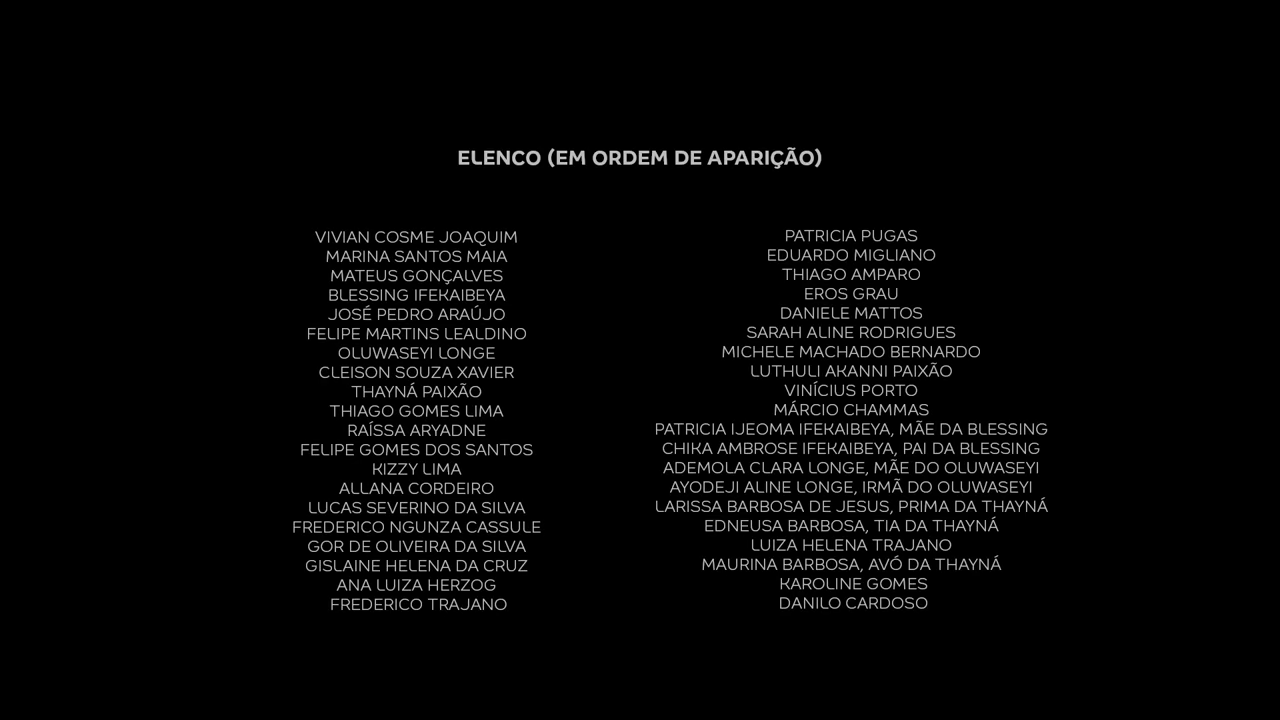 ELENCO (EM ORDEM DE APARIÇÃO)
VIVIAN COSME JOAQUIM
MARINA SANTOS MAIA
MATEUS GONÇALVES
BLESSING IFEKAIBEYA
JOSÉ PEDRO ARAÚJO
FELIPE MARTINS LEALDINO
OLUWASEYI LONGE
CLEISON SOUZA XAVIER
THAYNÁ PAIXÃO
THIAGO GOMES LIMA
RAÍSSA ARYADNE
FELIPE GOMES DOS SANTOS
KIZZY LIMA
ALLANA CORDEIRO
LUCAS SEVERINO DA SILVA
FREDERICO NGUNZA CASSULE
GOR DE OLIVEIRA DA SILVA
GISLAINE HELENA DA CRUZ
ANA LUIZA HERZOG
FREDERICO TRAJANO
PATRICIA PUGAS
EDUARDO MIGLIANO
THIAGO AMPARO
EROS GRAU
DANIELE MATTOS
SARAH ALINE RODRIGUES
MICHELE MACHADO BERNARDO
LUTHULI AKANNI PAIXÃO
VINÍCIUS PORTO
MÁRCIO CHAMMAS
PATRICIA IJEOMA IFEKAIBEYA, MÃE DA BLESSING
CHIKA AMBROSE IFEKAIBEYA, PAI DA BLESSING
ADEMOLA CLARA LONGE, MÃE DO OLUWASEYI
AYODEJI ALINE LONGE, IRMÃ DO OLUWASEYI
LARISSA BARBOSA DE JESUS, PRIMA DA THAYNÁ
EDNEUSA BARBOSA, TIA DA THAYNÁ
LUIZA HELENA TRAJANO
MAURINA BARBOSA, AVÓ DA THAYNÁ
KAROLINE GOMES
DANILO CARDOSO